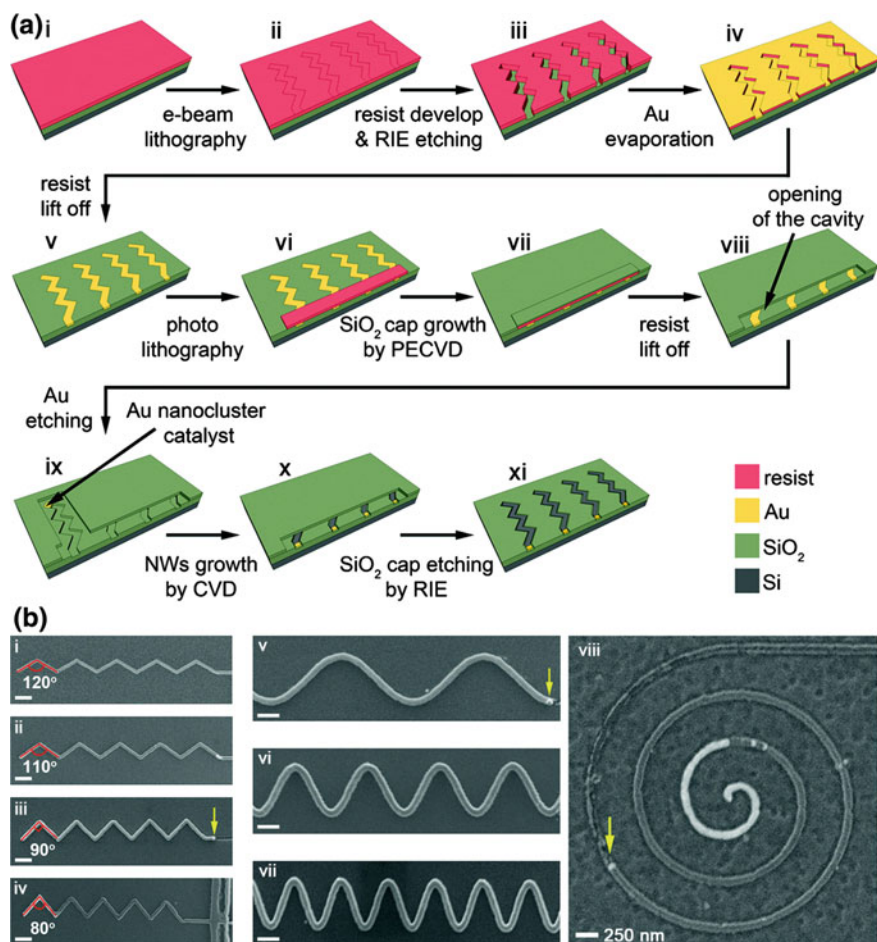 (a)
i
ii
iii
iv
e-beam
lithography
resist develop
& RIE etching
Au
evaporation
resist
lift off
opening
of the cavity
v
vi
vii
viii
photo
lithography
SiO₂ cap growth
by PECVD
resist
lift off
Au
etching
Au nanocluster
catalyst
ix
x
xi
NWs growth
by CVD
SiO₂ cap etching
by RIE
resist
Au
SiO₂
Si
(b)
i
120°
ii
110°
iii
90°
iv
80°
v
vi
vii
viii
250 nm